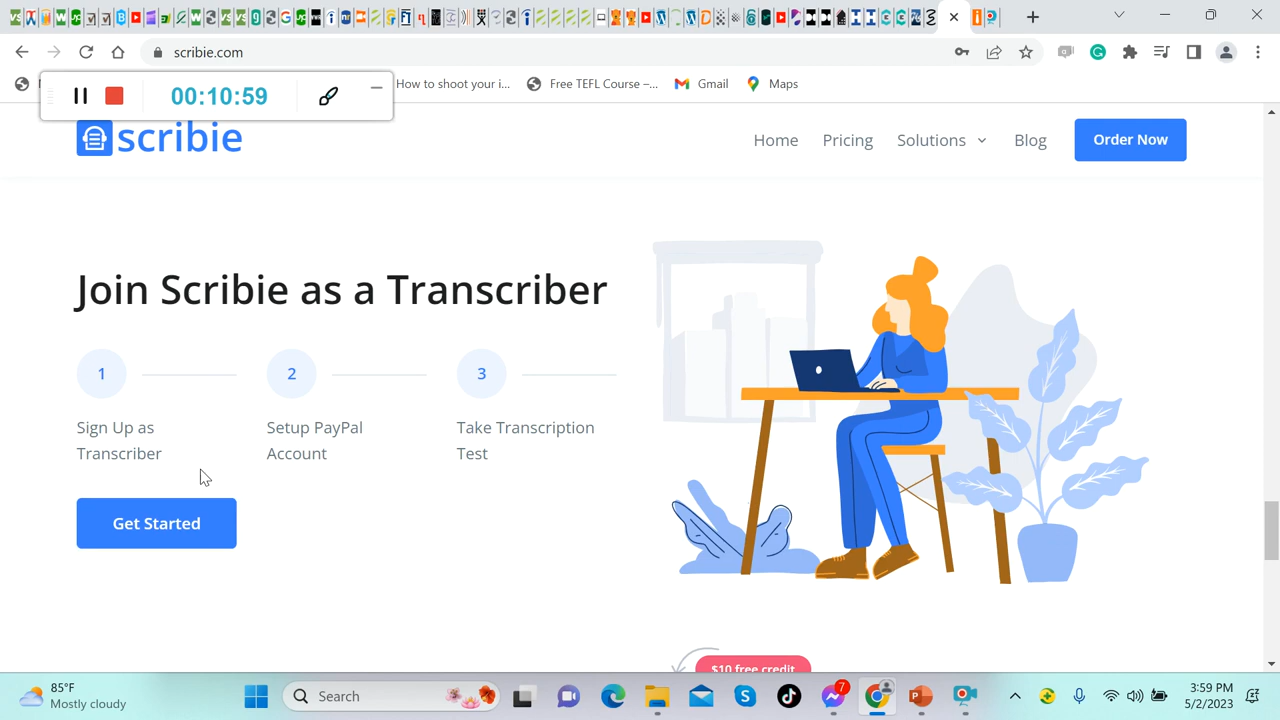 scribie.com
00:10:59
How to shoot your i...
Free TEFL Course –...
Gmail
Maps
scribie
Home
Pricing
Solutions
Blog
Order Now
Join Scribie as a Transcriber
1
2
3
Sign Up as
Transcriber
Setup PayPal
Account
Take Transcription
Test
Get Started
$10 free credit
85°F
Mostly cloudy
Search
7
3:59 PM
5/2/2023